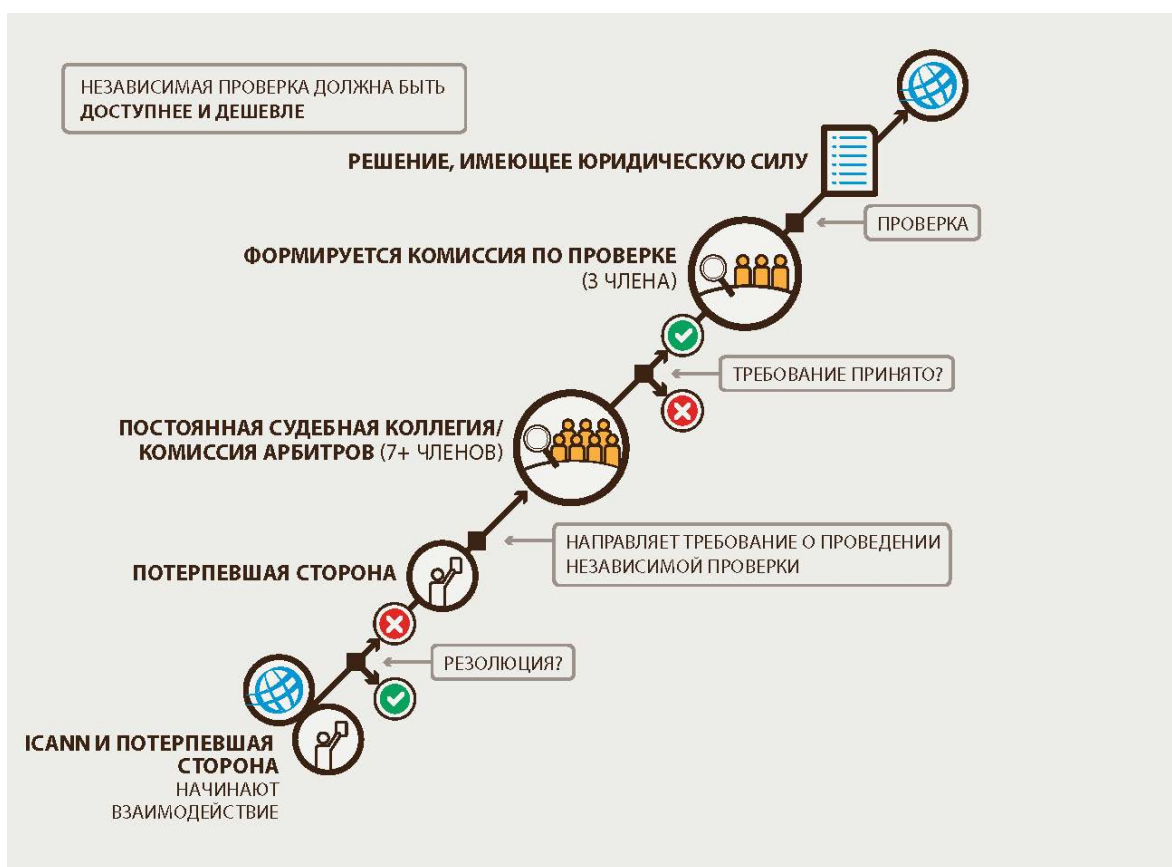 НЕЗАВИСИМАЯ ПРОВЕРКА ДОЛЖНА БЫТЬ
ДОСТУПНЕЕ И ДЕШЕВЛЕ
РЕШЕНИЕ, ИМЕЮЩЕЕ ЮРИДИЧЕСКУЮ СИЛУ
ПРОВЕРКА
ФОРМИРУЕТСЯ КОМИССИЯ ПО ПРОВЕРКЕ
(3 ЧЛЕНА)
ТРЕБОВАНИЕ ПРИНЯТО?
ПОСТОЯННАЯ СУДЕБНАЯ КОЛЛЕГИЯ/
КОМИССИЯ АРБИТРОВ (7+ ЧЛЕНОВ)
НАПРАВЛЯЕТ ТРЕБОВАНИЕ О ПРОВЕДЕНИИ
НЕЗАВИСИМОЙ ПРОВЕРКИ
ПОТЕРПЕВШАЯ СТОРОНА
РЕЗОЛЮЦИЯ?
ICANN И ПОТЕРПЕВШАЯ
СТОРОНА
НАЧИНАЮТ
ВЗАИМОДЕЙСТВИЕ